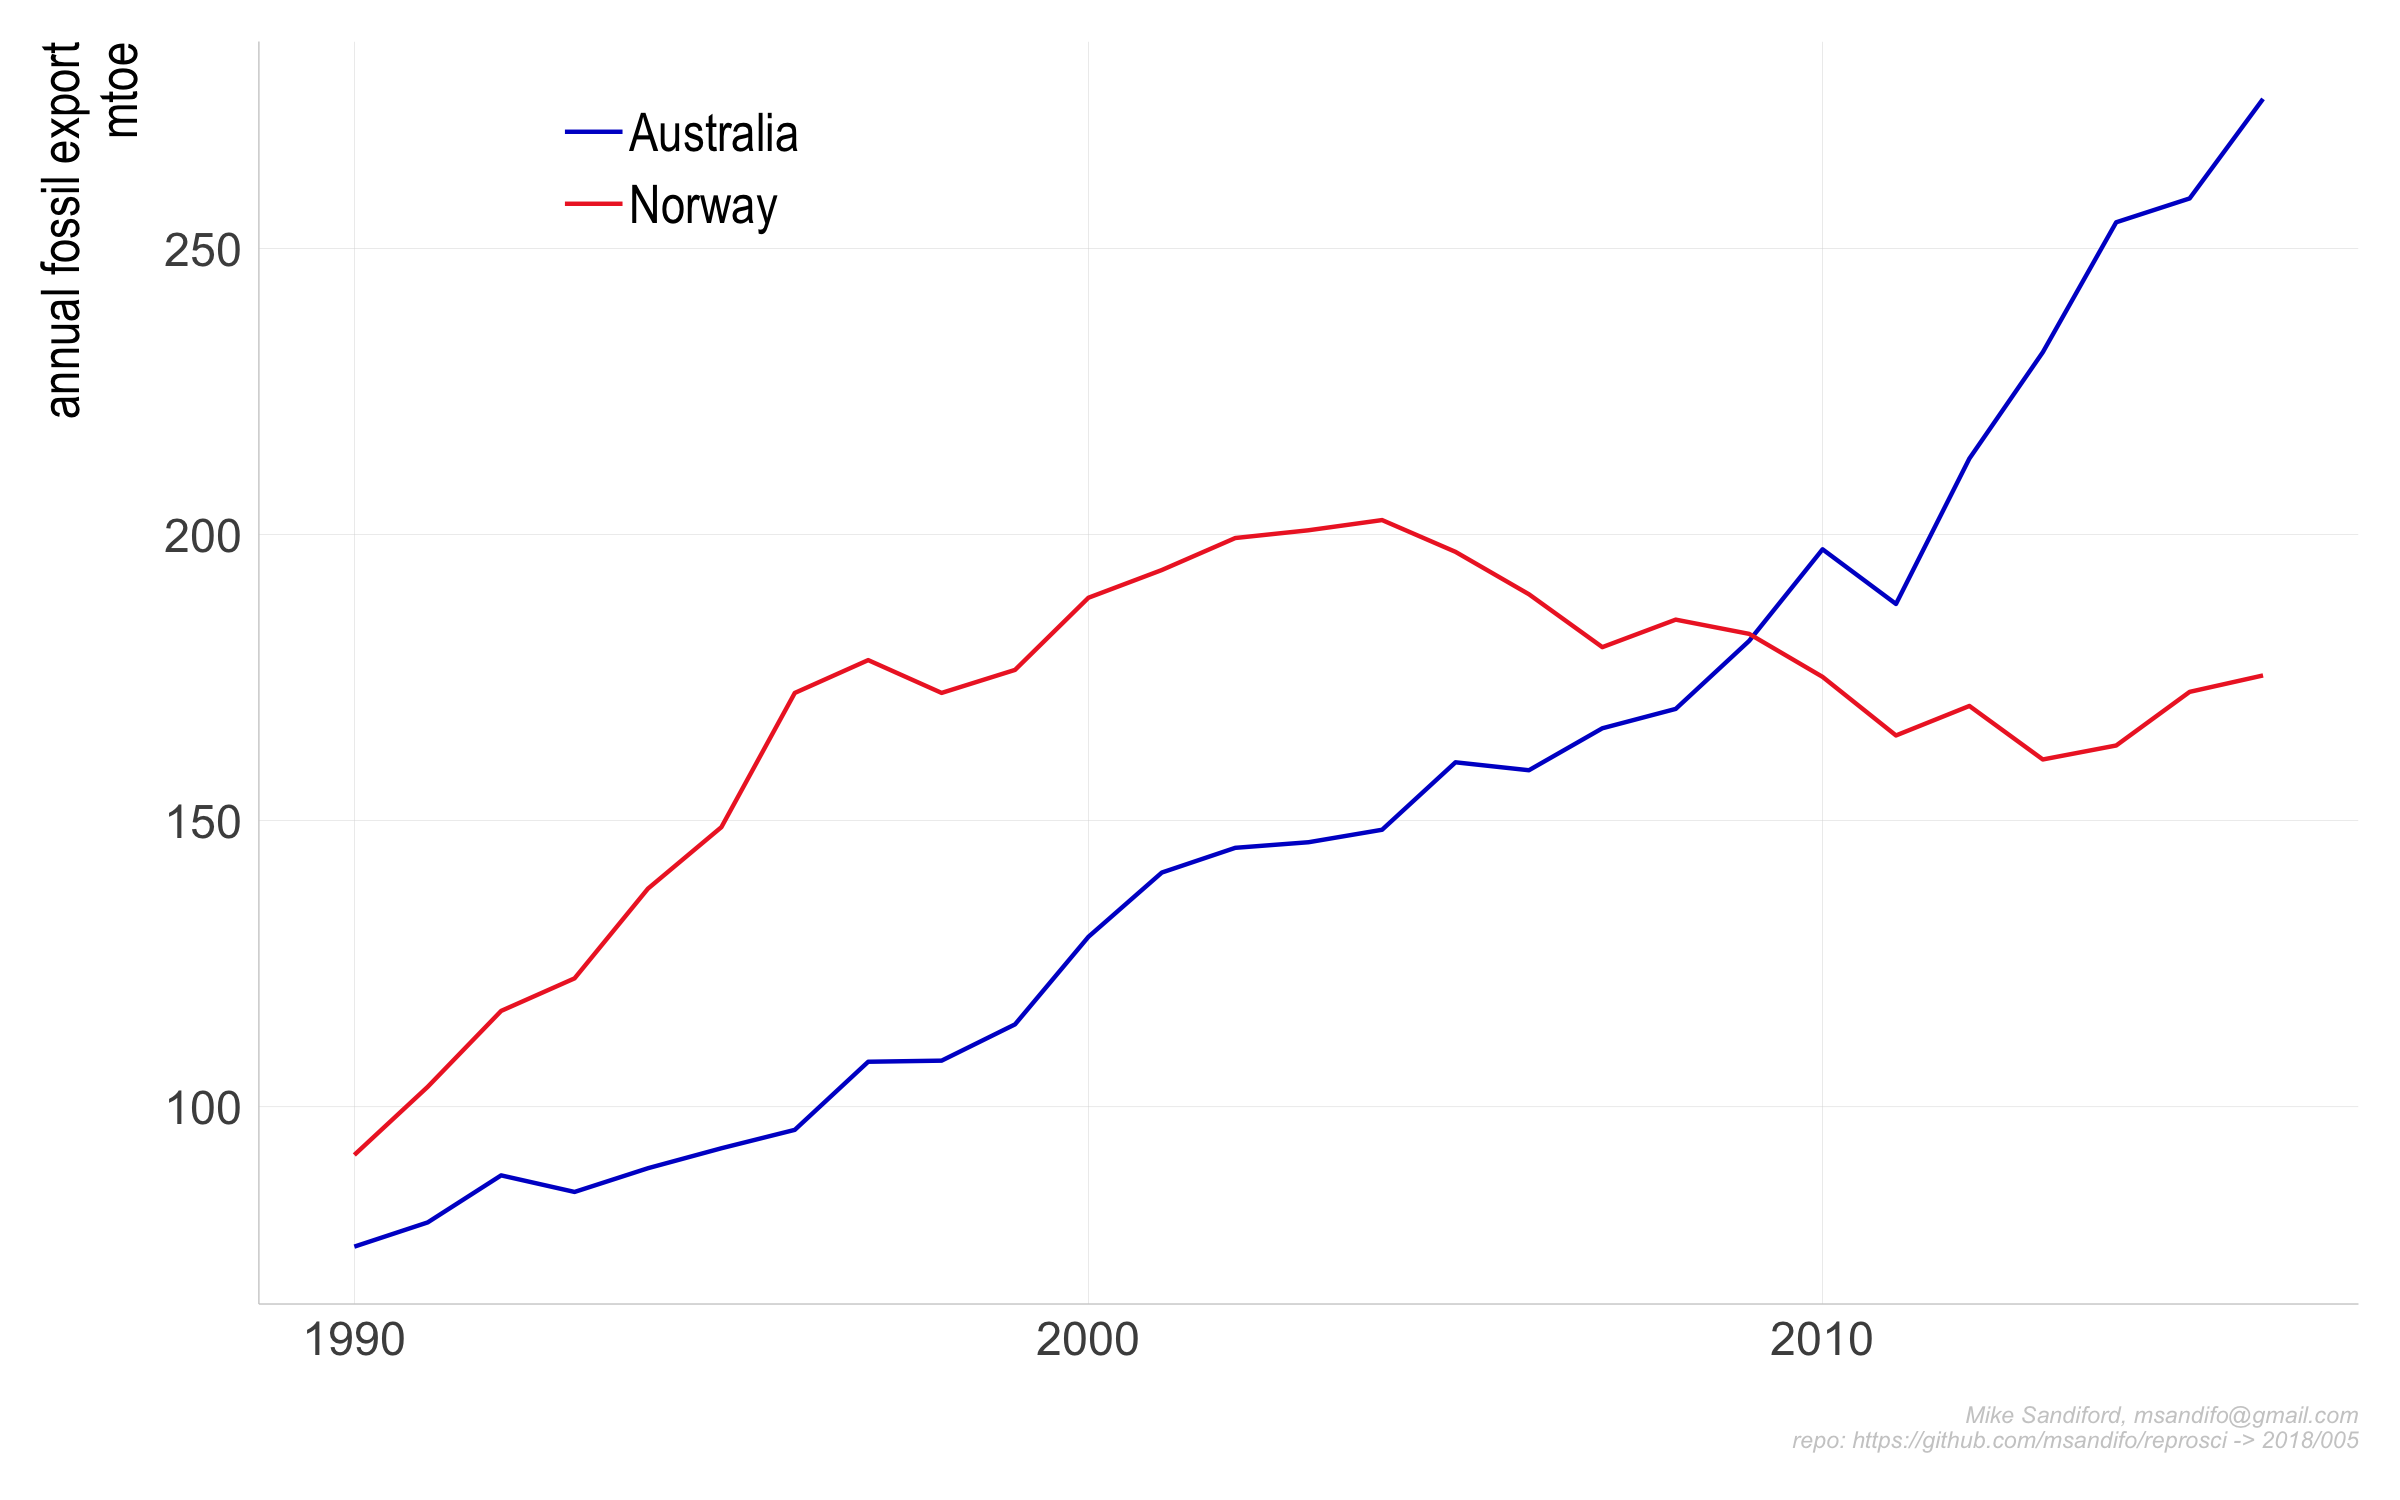 annual fossil export
mtoe
Australia
Norway
250
200
150
100
1990
2000
2010
Mike Sandiford, msandifo@gmail.com
repo: https://github.com/msandifo/reprosci -> 2018/005